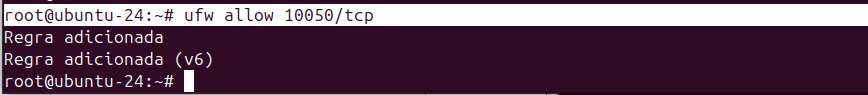 root@ubuntu-24:~# ufw allow 10050/tcp
Regra adicionada
Regra adicionada (v6)
root@ubuntu-24:~#